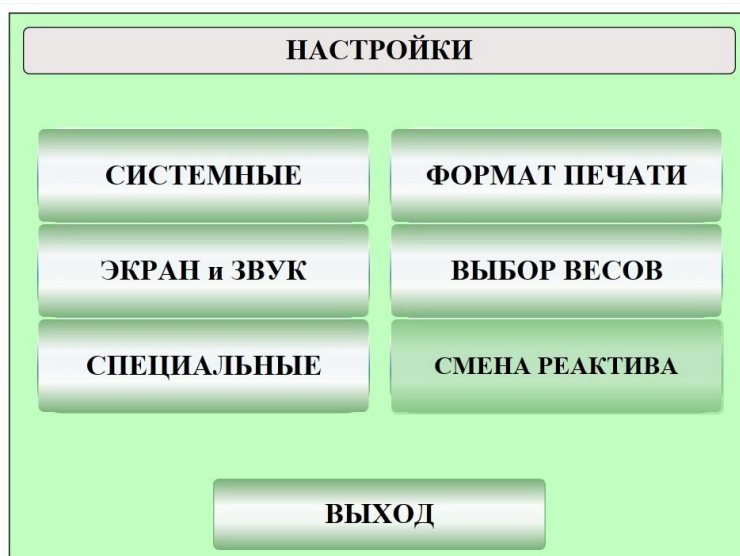 НАСТРОЙКИ
СИСТЕМНЫЕ
ФОРМАТ ПЕЧАТИ
ЭКРАН и ЗВУК
ВЫБОР ВЕСОВ
СПЕЦИАЛЬНЫЕ
СМЕНА РЕАКТИВА
ВЫХОД